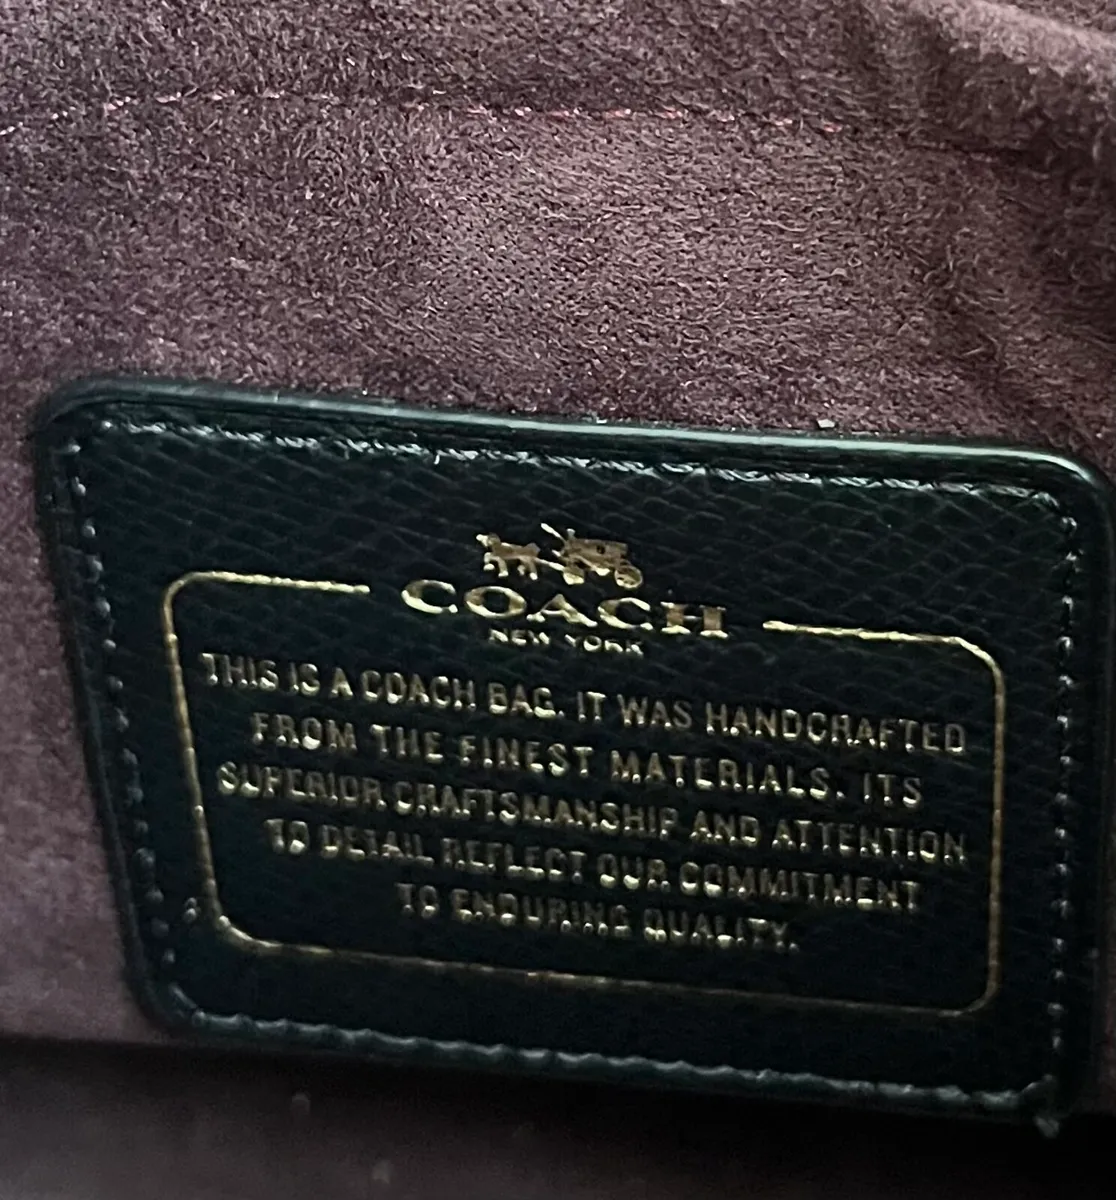 COACH
NEW YORK
THIS IS A COACH BAG. IT WAS HANDCRAFTED
FROM THE FINEST MATERIALS. ITS
SUPERIOR CRAFTSMANSHIP AND ATTENTION
TO DETAIL REFLECT OUR COMMITMENT
TO ENDURING QUALITY.